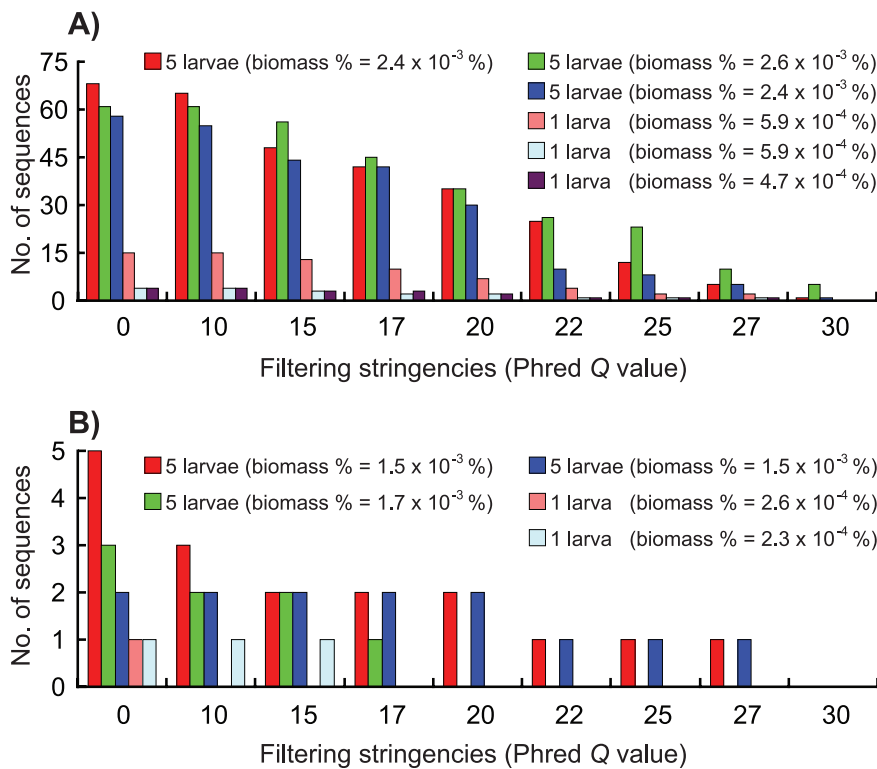 A)
5 larvae (biomass % = 2.4 x 10⁻³ %)
5 larvae (biomass % = 2.6 x 10⁻³ %)
5 larvae (biomass % = 2.4 x 10⁻³ %)
1 larva (biomass % = 5.9 x 10⁻⁴ %)
1 larva (biomass % = 5.9 x 10⁻⁴ %)
1 larva (biomass % = 4.7 x 10⁻⁴ %)
No. of sequences
75
60
45
30
15
0
0 10 15 17 20 22 25 27 30
Filtering stringencies (Phred Q value)
B)
5 larvae (biomass % = 1.5 x 10⁻³ %)
5 larvae (biomass % = 1.7 x 10⁻³ %)
5 larvae (biomass % = 1.5 x 10⁻³ %)
1 larva (biomass % = 2.6 x 10⁻⁴ %)
1 larva (biomass % = 2.3 x 10⁻⁴ %)
No. of sequences
5
4
3
2
1
0
0 10 15 17 20 22 25 27 30
Filtering stringencies (Phred Q value)